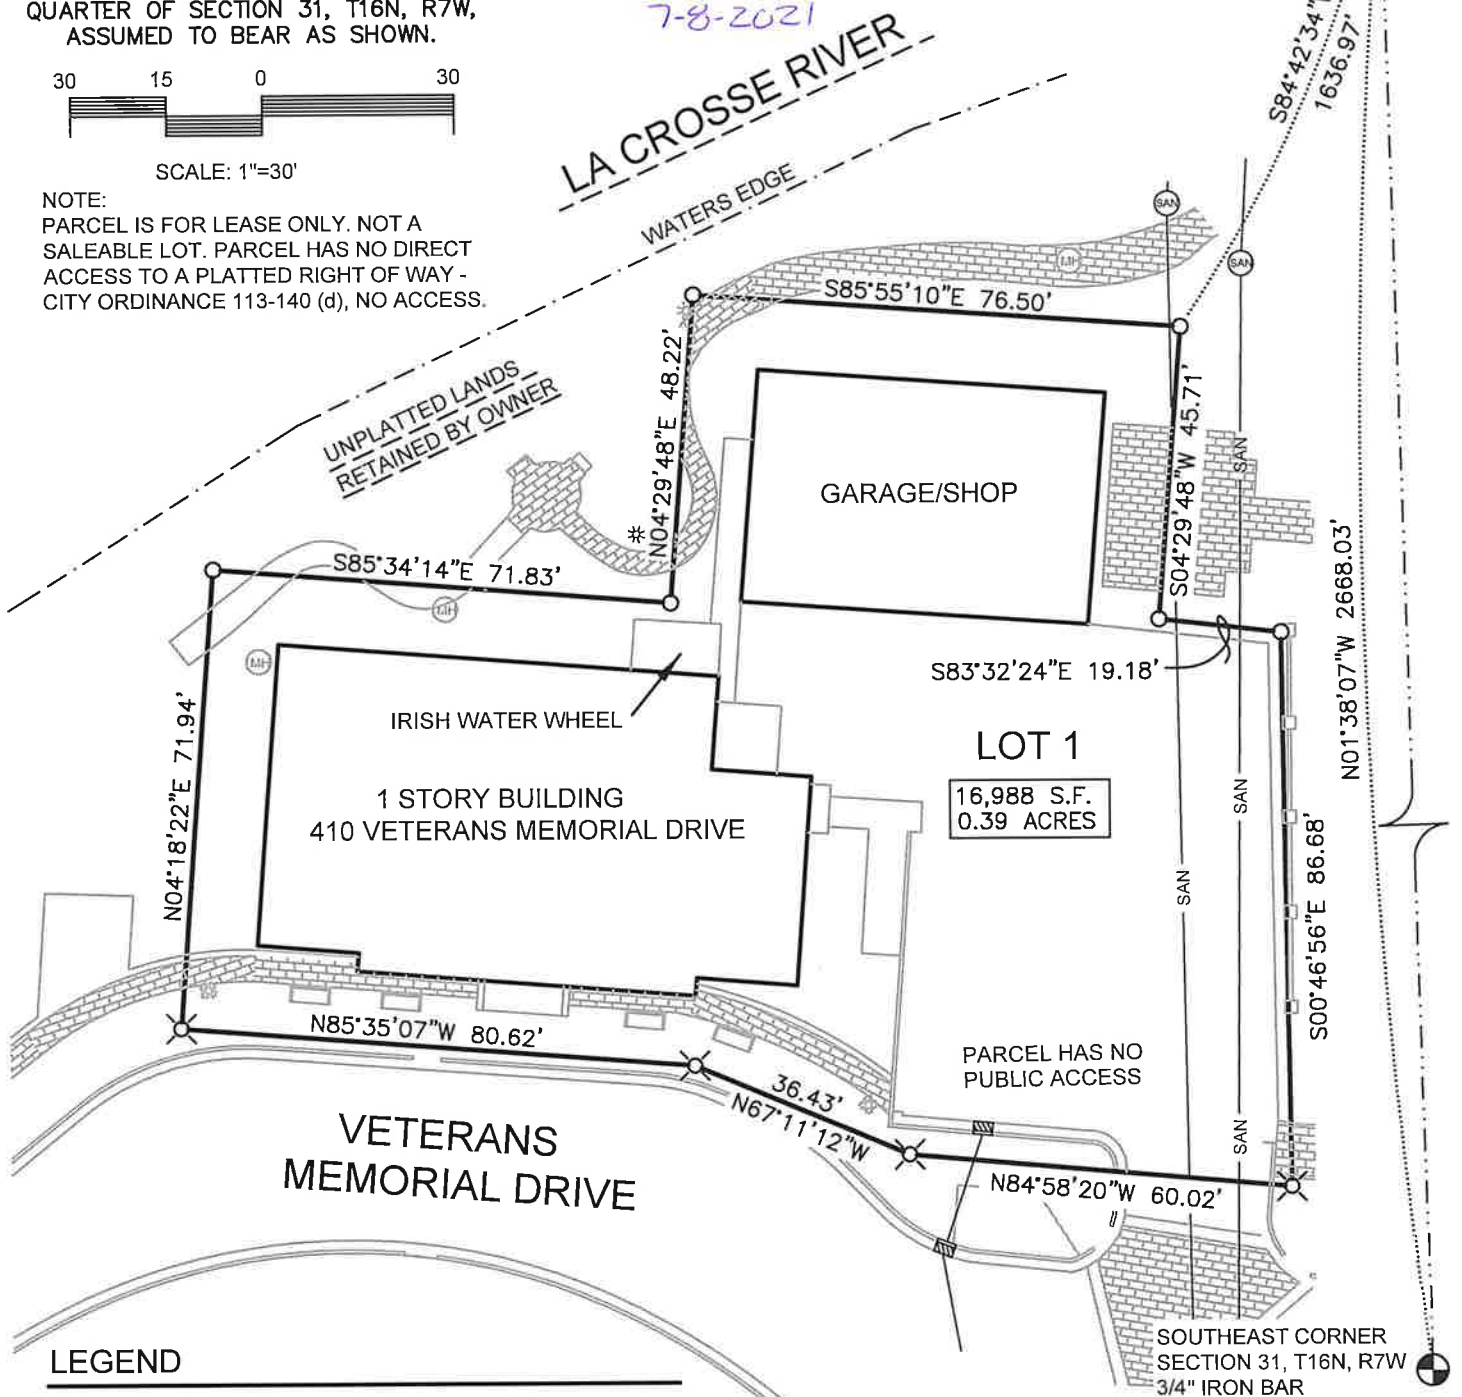 QUARTER OF SECTION 31, T16N, R7W,
ASSUMED TO BEAR AS SHOWN.
7-8-2021
30 15 0 30
SCALE: 1"=30'
NOTE:
PARCEL IS FOR LEASE ONLY. NOT A
SALEABLE LOT. PARCEL HAS NO DIRECT
ACCESS TO A PLATTED RIGHT OF WAY -
CITY ORDINANCE 113-140 (d), NO ACCESS.
LA CROSSE RIVER
WATERS EDGE
S84°42'34"
1636.97'
SAN
SAN
MH
S85°55'10"E 76.50'
UNPLATTED LANDS
RETAINED BY OWNER
N04°29'48"E 48.22'
GARAGE/SHOP
S04°29'48"W 45.71'
SAN
S85°34'14"E 71.83'
MH
MH
S83°32'24"E 19.18'
N01°38'07"W 2668.03'
IRISH WATER WHEEL
LOT 1
16,988 S.F.
0.39 ACRES
1 STORY BUILDING
410 VETERANS MEMORIAL DRIVE
N04°18'22"E 71.94'
SAN
SAN
S00°46'56"E 86.68'
N85°35'07"W 80.62'
PARCEL HAS NO
PUBLIC ACCESS
36.43'
N67°11'12"W
SAN
N84°58'20"W 60.02'
VETERANS
MEMORIAL DRIVE
SOUTHEAST CORNER
SECTION 31, T16N, R7W
3/4" IRON BAR
LEGEND